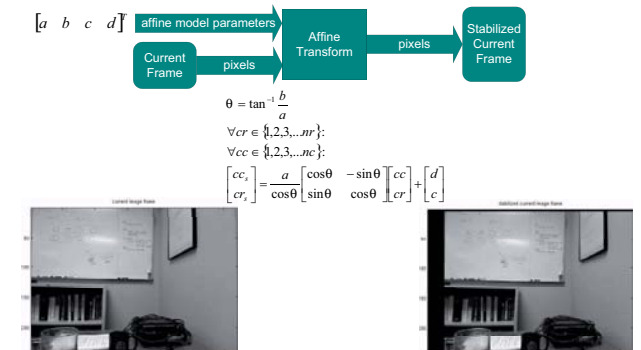 [a b c d]ᵀ affine model parameters
Affine Transform
pixels
Stabilized Current Frame
Current Frame
pixels
θ = tan⁻¹ b/a
∀cr ∈ {1,2,3,...nr}:
∀cc ∈ {1,2,3,...nc}:
[cc_s cr_s] = a/cosθ [cosθ −sinθ sinθ cosθ] [cc cr] + [d c]
Current image frame
Stabilized current image frame